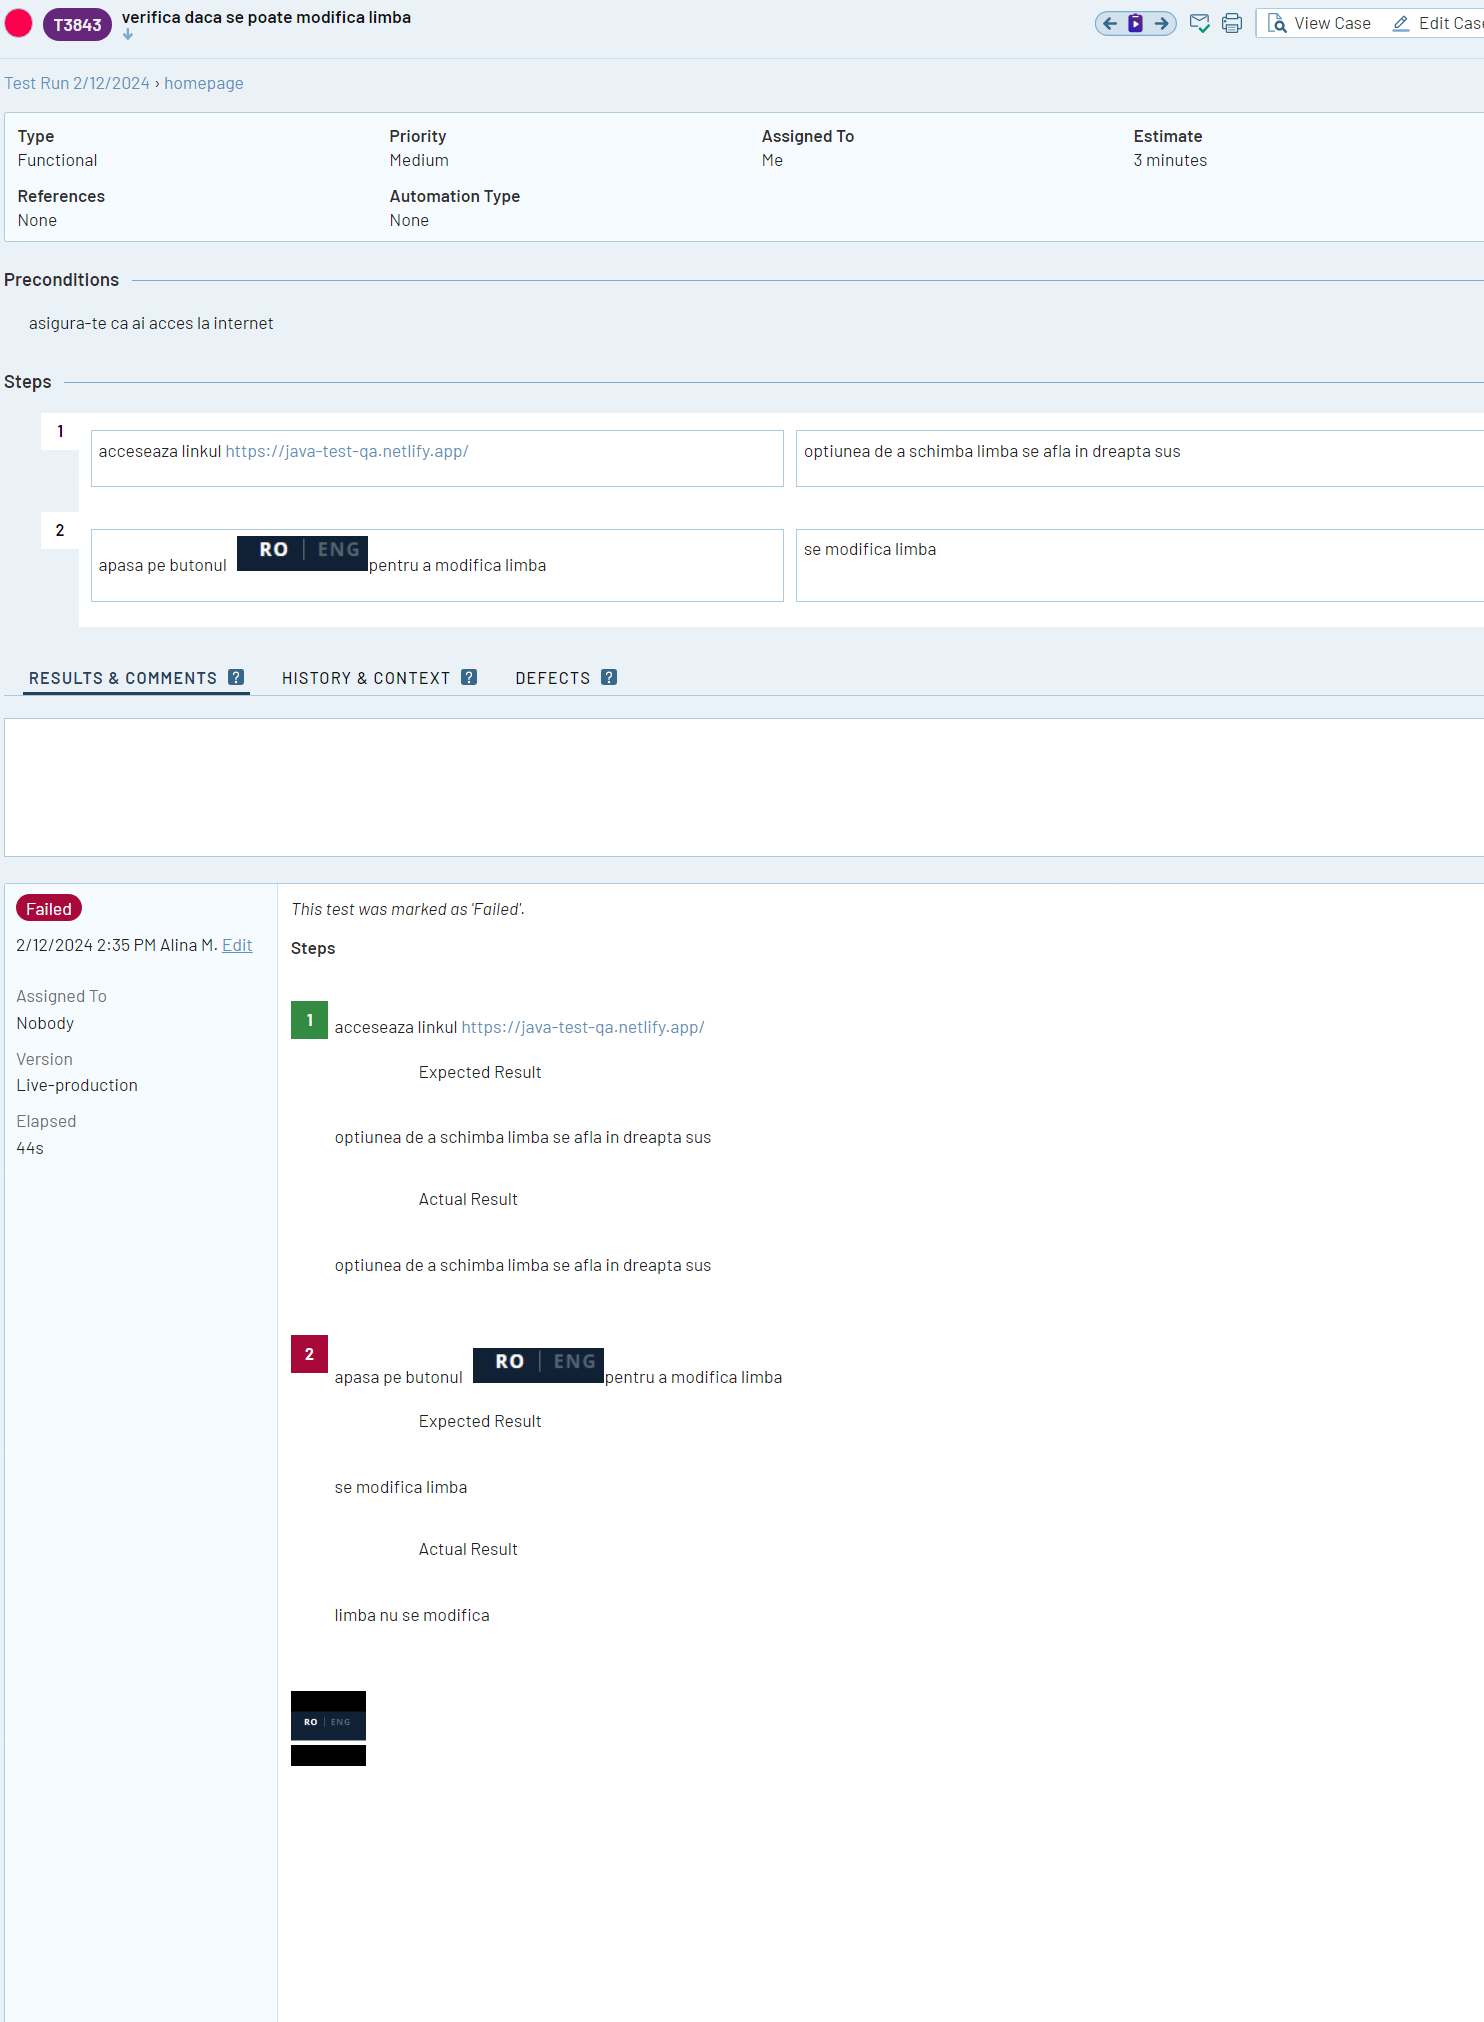 T3843 verifica daca se poate modifica limba
View Case Edit Cas
Test Run 2/12/2024 › homepage
Type Priority Assigned To Estimate
Functional Medium Me 3 minutes
References Automation Type
None None
Preconditions
asigura-te ca ai acces la internet
Steps
1
acceseaza linkul https://java-test-qa.netlify.app/ optiunea de a schimba limba se afla in dreapta sus
2
apasa pe butonul RO | ENG pentru a modifica limba se modifica limba
RESULTS & COMMENTS ? HISTORY & CONTEXT ? DEFECTS ?
Failed
2/12/2024 2:35 PM Alina M. Edit
Assigned To
Nobody
Version
Live-production
Elapsed
44s
This test was marked as 'Failed'.
Steps
1 acceseaza linkul https://java-test-qa.netlify.app/
Expected Result
optiunea de a schimba limba se afla in dreapta sus
Actual Result
optiunea de a schimba limba se afla in dreapta sus
2 apasa pe butonul RO | ENG pentru a modifica limba
Expected Result
se modifica limba
Actual Result
limba nu se modifica
RO | ENG